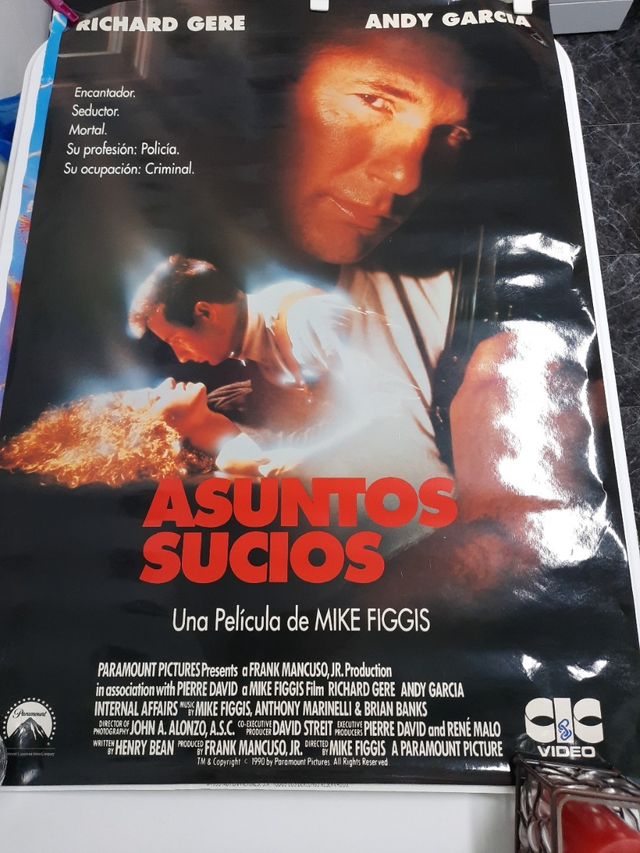 RICHARD GERE
ANDY GARCIA
Encantador.
Seductor.
Mortal.
Su profesión: Policía.
Su ocupación: Criminal.
ASUNTOS
SUCIOS
Una Película de MIKE FIGGIS
PARAMOUNT PICTURES Presents a FRANK MANCUSO, JR. Production
in association with PIERRE DAVID a MIKE FIGGIS Film RICHARD GERE ANDY GARCIA
INTERNAL AFFAIRS MUSIC BY MIKE FIGGIS, ANTHONY MARINELLI & BRIAN BANKS
DIRECTOR OF PHOTOGRAPHY JOHN A. ALONZO, A.S.C. CO-EXECUTIVE PRODUCER DAVID STREIT EXECUTIVE PRODUCERS PIERRE DAVID and RENÉ MALO
WRITTEN BY HENRY BEAN PRODUCED BY FRANK MANCUSO, JR. DIRECTED BY MIKE FIGGIS A PARAMOUNT PICTURE
TM & Copyright © 1990 by Paramount Pictures. All Rights Reserved
Paramount
CIC
VIDEO